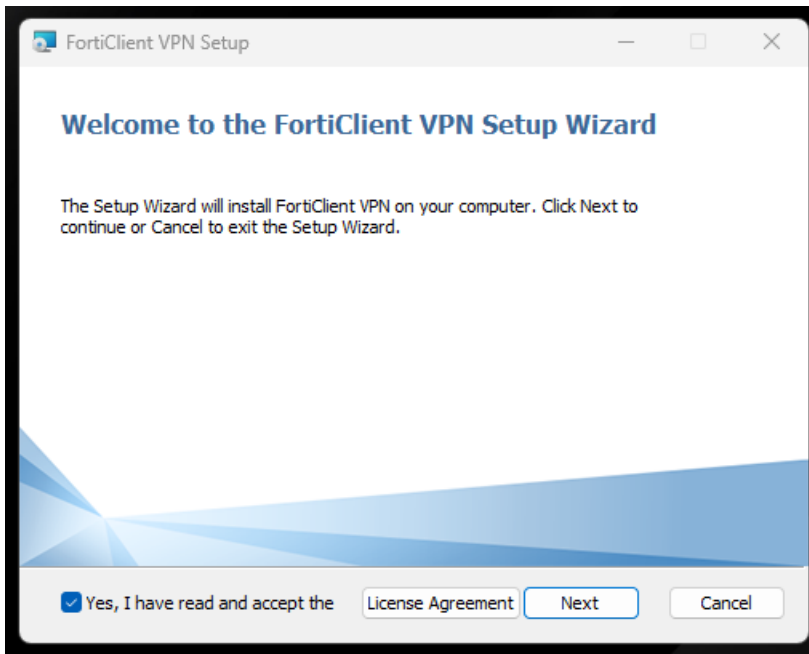 FortiClient VPN Setup
Welcome to the FortiClient VPN Setup Wizard
The Setup Wizard will install FortiClient VPN on your computer. Click Next to
continue or Cancel to exit the Setup Wizard.
Yes, I have read and accept the License Agreement Next Cancel